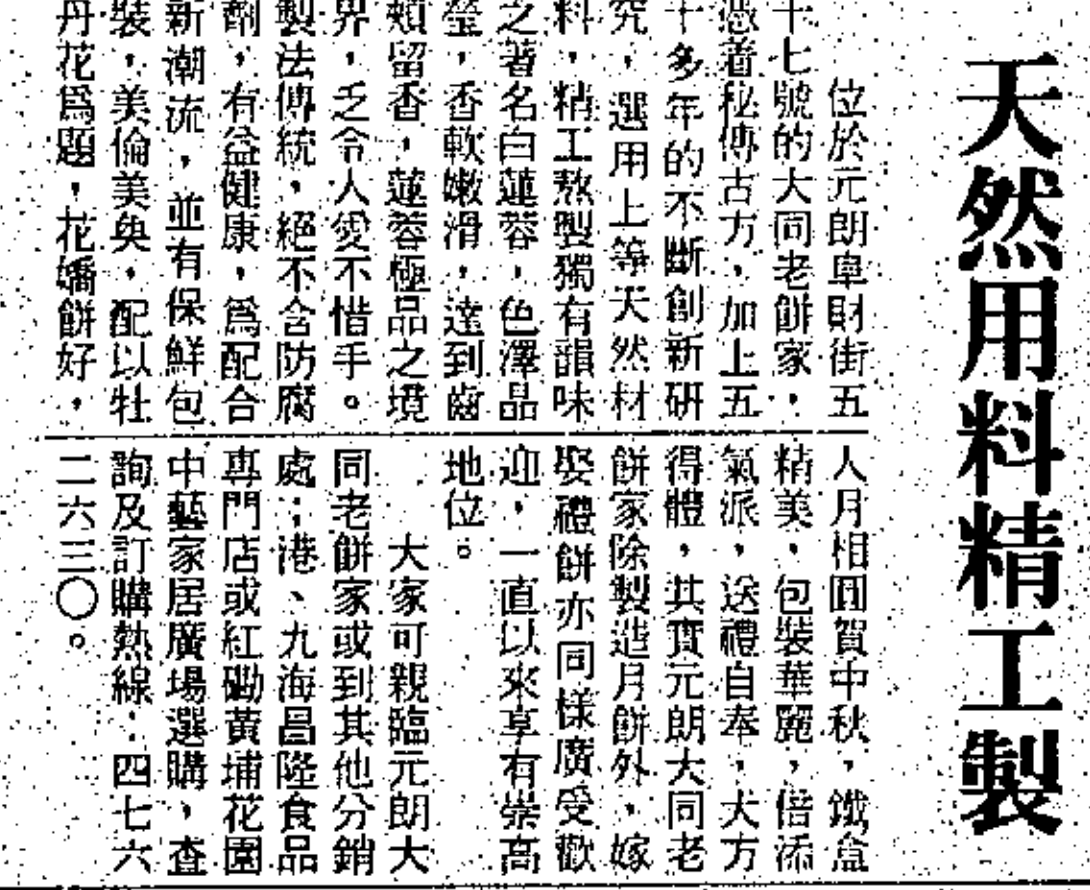 天然用料精工製
位於元朗阜財街五
十七號的大同老餅家，
憑着秘傳古方，加上五
十多年的不斷創新研
究，選用上等天然材
料，精工熬製獨有韻味
之著名白蓮蓉，色澤晶
瑩，香軟嫩滑，達到齒
頰留香，蓮蓉極品之境
界，乏令人愛不惜手。
製法傳統，絕不含防腐
劑，有益健康，爲配合
新潮流，並有保鮮包
裝，美倫美奐，配以牡
丹花爲題，花嬌餅好，
人月相圓賀中秋，鐵盒
精美，包裝華麗，倍添
氣派，送禮自奉，大方
得體，其實元朗大同老
餅家除製造月餅外，嫁
娶禮餅亦同樣廣受歡
迎，一直以來享有崇高
地位。
大家可親臨元朗大
同老餅家或到其他分銷
處：港、九海昌隆食品
專門店或紅磡黃埔花園
中藝家居廣場選購，查
詢及訂購熱線：四七六
二六三〇。